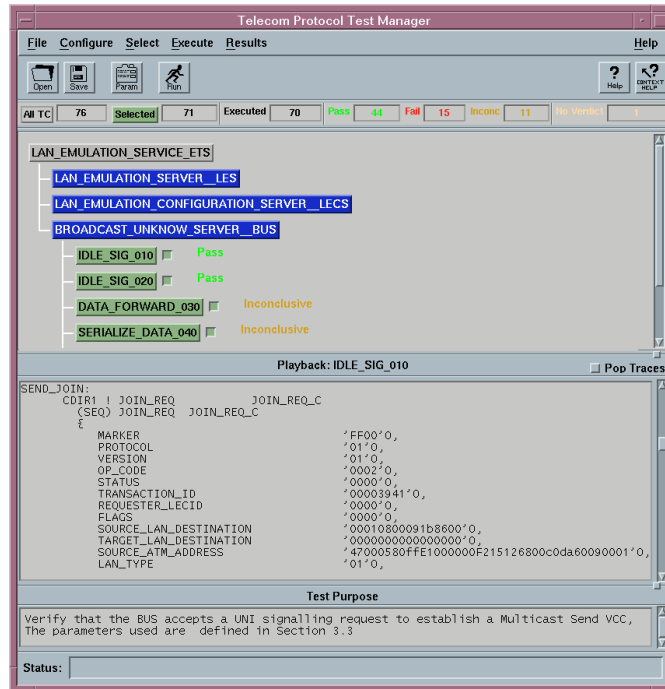 Telecom Protocol Test Manager
File Configure Select Execute Results Help
Open Save Param Run Help CONTEXT HELP
All TC 76 Selected 71 Executed 70 Pass 44 Fail 15 Inconc 11 No Verdict 1
LAN_EMULATION_SERVICE_ETS
LAN_EMULATION_SERVER__LES
LAN_EMULATION_CONFIGURATION_SERVER__LECS
BROADCAST_UNKNOW_SERVER__BUS
IDLE_SIG_010 Pass
IDLE_SIG_020 Pass
DATA_FORWARD_030 Inconclusive
SERIALIZE_DATA_040 Inconclusive
Playback: IDLE_SIG_010 Pop Traces
SEND_JOIN:
CDIR1 ! JOIN_REQ JOIN_REQ_C
(SEQ) JOIN_REQ JOIN_REQ_C
{
MARKER 'FF00'O,
PROTOCOL '01'O,
VERSION '01'O,
OP_CODE '0002'O,
STATUS '0000'O,
TRANSACTION_ID '00003941'O,
REQUESTER_LECID '0000'O,
FLAGS '0000'O,
SOURCE_LAN_DESTINATION '00010800091b8600'O,
TARGET_LAN_DESTINATION '0000000000000000'O,
SOURCE_ATM_ADDRESS '47000580ffE1000000F215126800c0da60090001'O,
LAN_TYPE '01'O,
Test Purpose
Verify that the BUS accepts a UNI signalling request to establish a Multicast Send VCC,
The parameters used are defined in Section 3.3
Status: